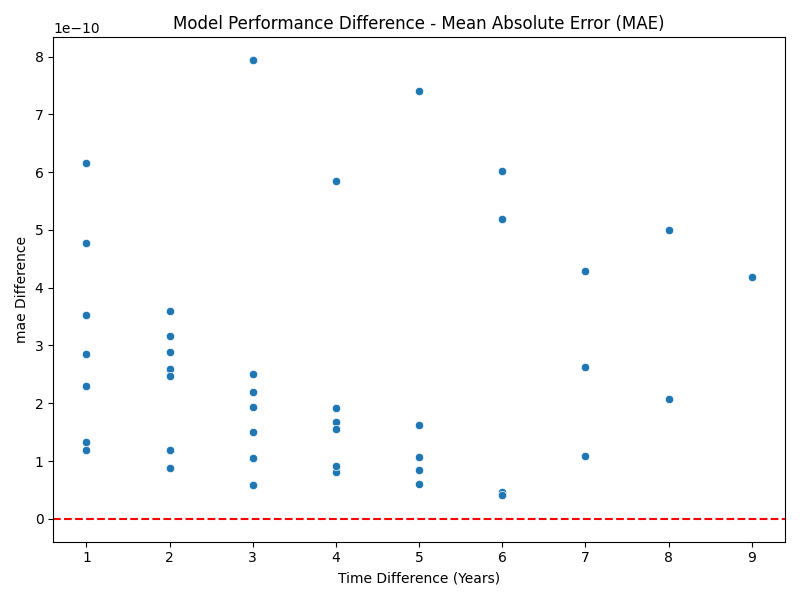 Model Performance Difference - Mean Absolute Error (MAE)
1e−10
mae Difference
8
7
6
5
4
3
2
1
0
1 2 3 4 5 6 7 8 9
Time Difference (Years)